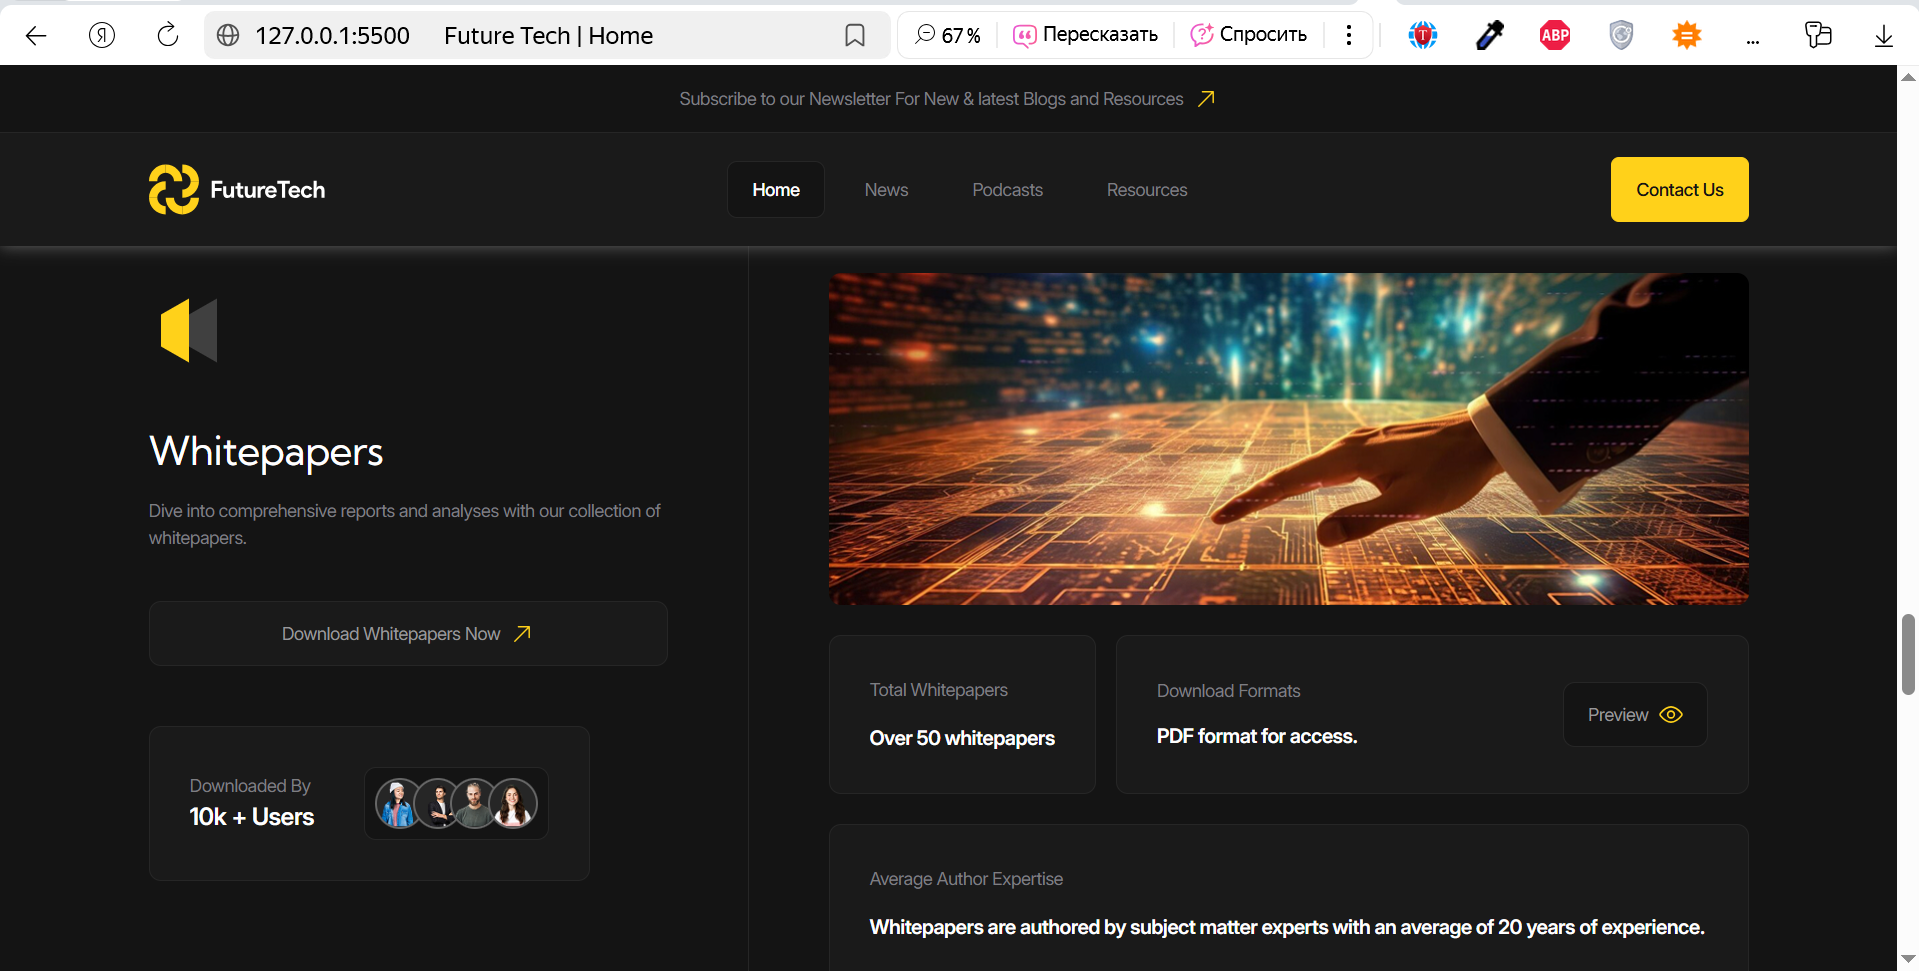 Я
127.0.0.1:5500
Future Tech | Home
67 %
Пересказать
Спросить
T
ABP
...
Subscribe to our Newsletter For New & latest Blogs and Resources
FutureTech
Home
News
Podcasts
Resources
Contact Us
Whitepapers
Dive into comprehensive reports and analyses with our collection of
whitepapers.
Download Whitepapers Now
Downloaded By
10k + Users
Total Whitepapers
Over 50 whitepapers
Download Formats
PDF format for access.
Preview
Average Author Expertise
Whitepapers are authored by subject matter experts with an average of 20 years of experience.